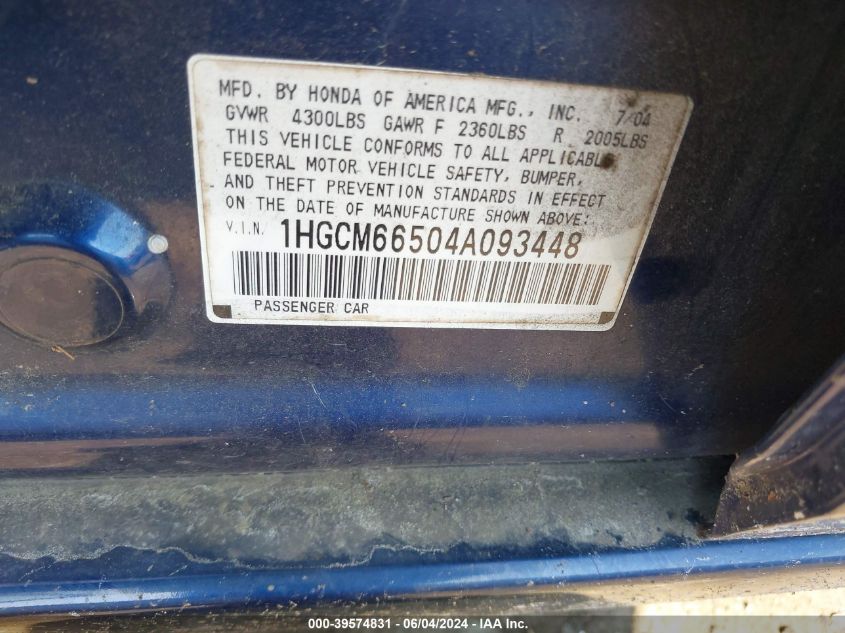 MFD. BY HONDA OF AMERICA MFG., INC. 7/04
GVWR 4300LBS GAWR F 2360LBS R 2005LBS
THIS VEHICLE CONFORMS TO ALL APPLICABLE
FEDERAL MOTOR VEHICLE SAFETY, BUMPER,
AND THEFT PREVENTION STANDARDS IN EFFECT
ON THE DATE OF MANUFACTURE SHOWN ABOVE:
V.I.N. 1HGCM66504A093448
PASSENGER CAR
000-39574831 - 06/04/2024 - IMG.